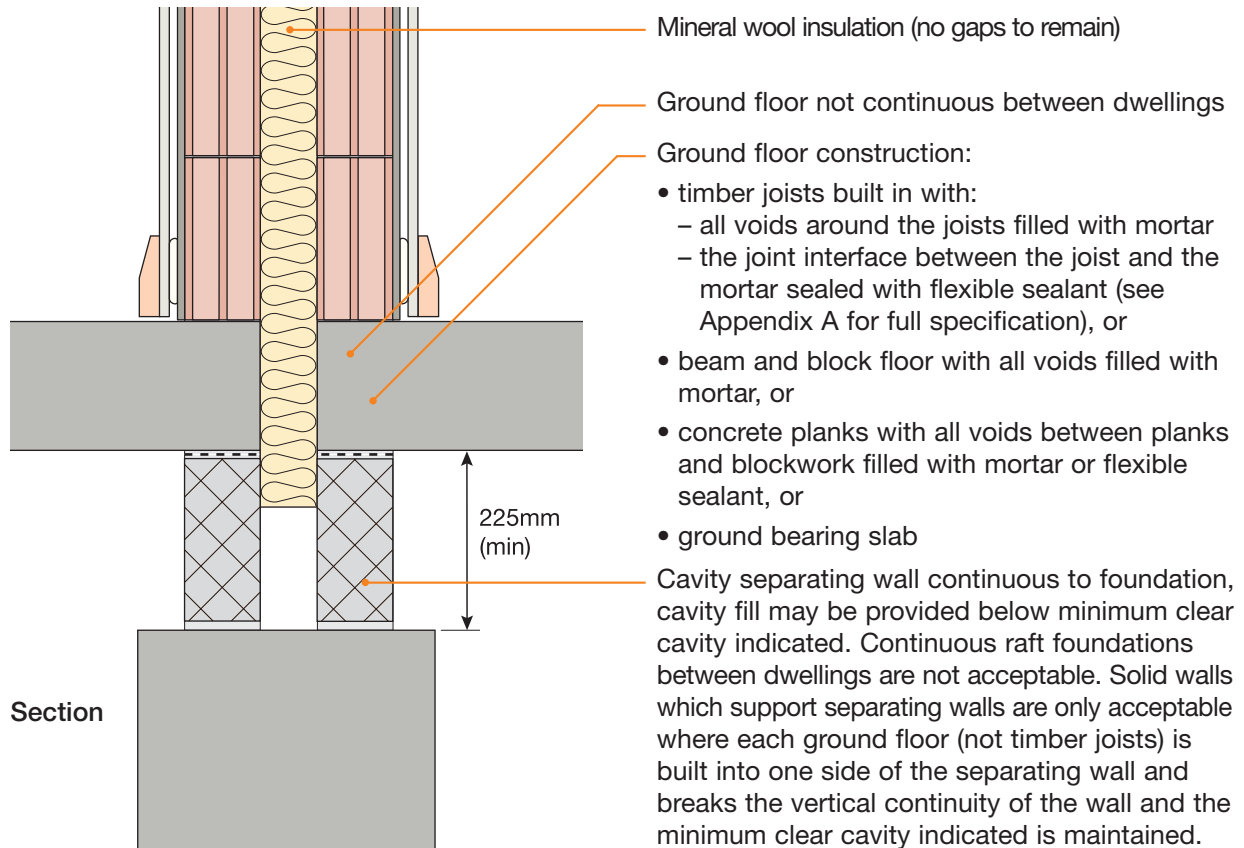 Mineral wool insulation (no gaps to remain)
Ground floor not continuous between dwellings
Ground floor construction:
• timber joists built in with:
– all voids around the joists filled with mortar
– the joint interface between the joist and the
mortar sealed with flexible sealant (see
Appendix A for full specification), or
• beam and block floor with all voids filled with
mortar, or
• concrete planks with all voids between planks
and blockwork filled with mortar or flexible
sealant, or
• ground bearing slab
225mm
(min)
Cavity separating wall continuous to foundation,
cavity fill may be provided below minimum clear
cavity indicated. Continuous raft foundations
between dwellings are not acceptable. Solid walls
which support separating walls are only acceptable
where each ground floor (not timber joists) is
built into one side of the separating wall and
breaks the vertical continuity of the wall and the
minimum clear cavity indicated is maintained.
Section